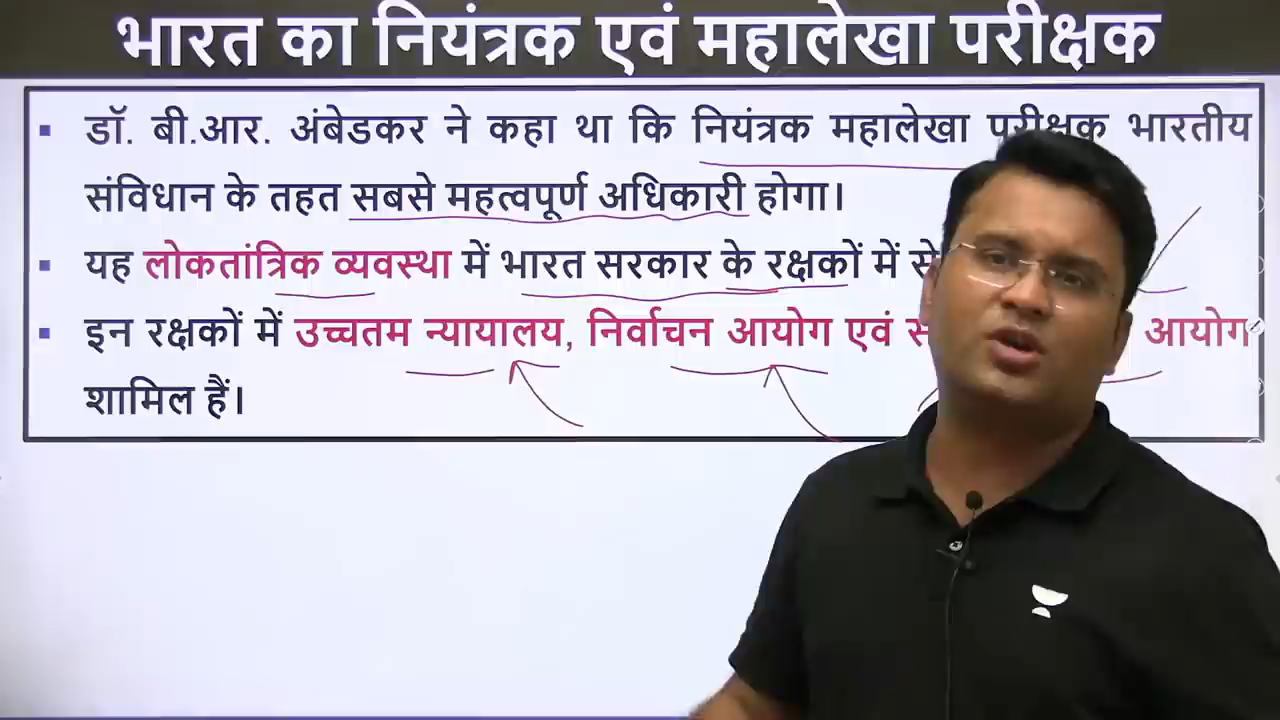 भारत का नियंत्रक एवं महालेखा परीक्षक
डॉ. बी.आर. अंबेडकर ने कहा था कि नियंत्रक महालेखा परीक्षक भारतीय
संविधान के तहत सबसे महत्वपूर्ण अधिकारी होगा।
यह लोकतांत्रिक व्यवस्था में भारत सरकार के रक्षकों में से
इन रक्षकों में उच्चतम न्यायालय, निर्वाचन आयोग एवं आयोग
शामिल हैं।